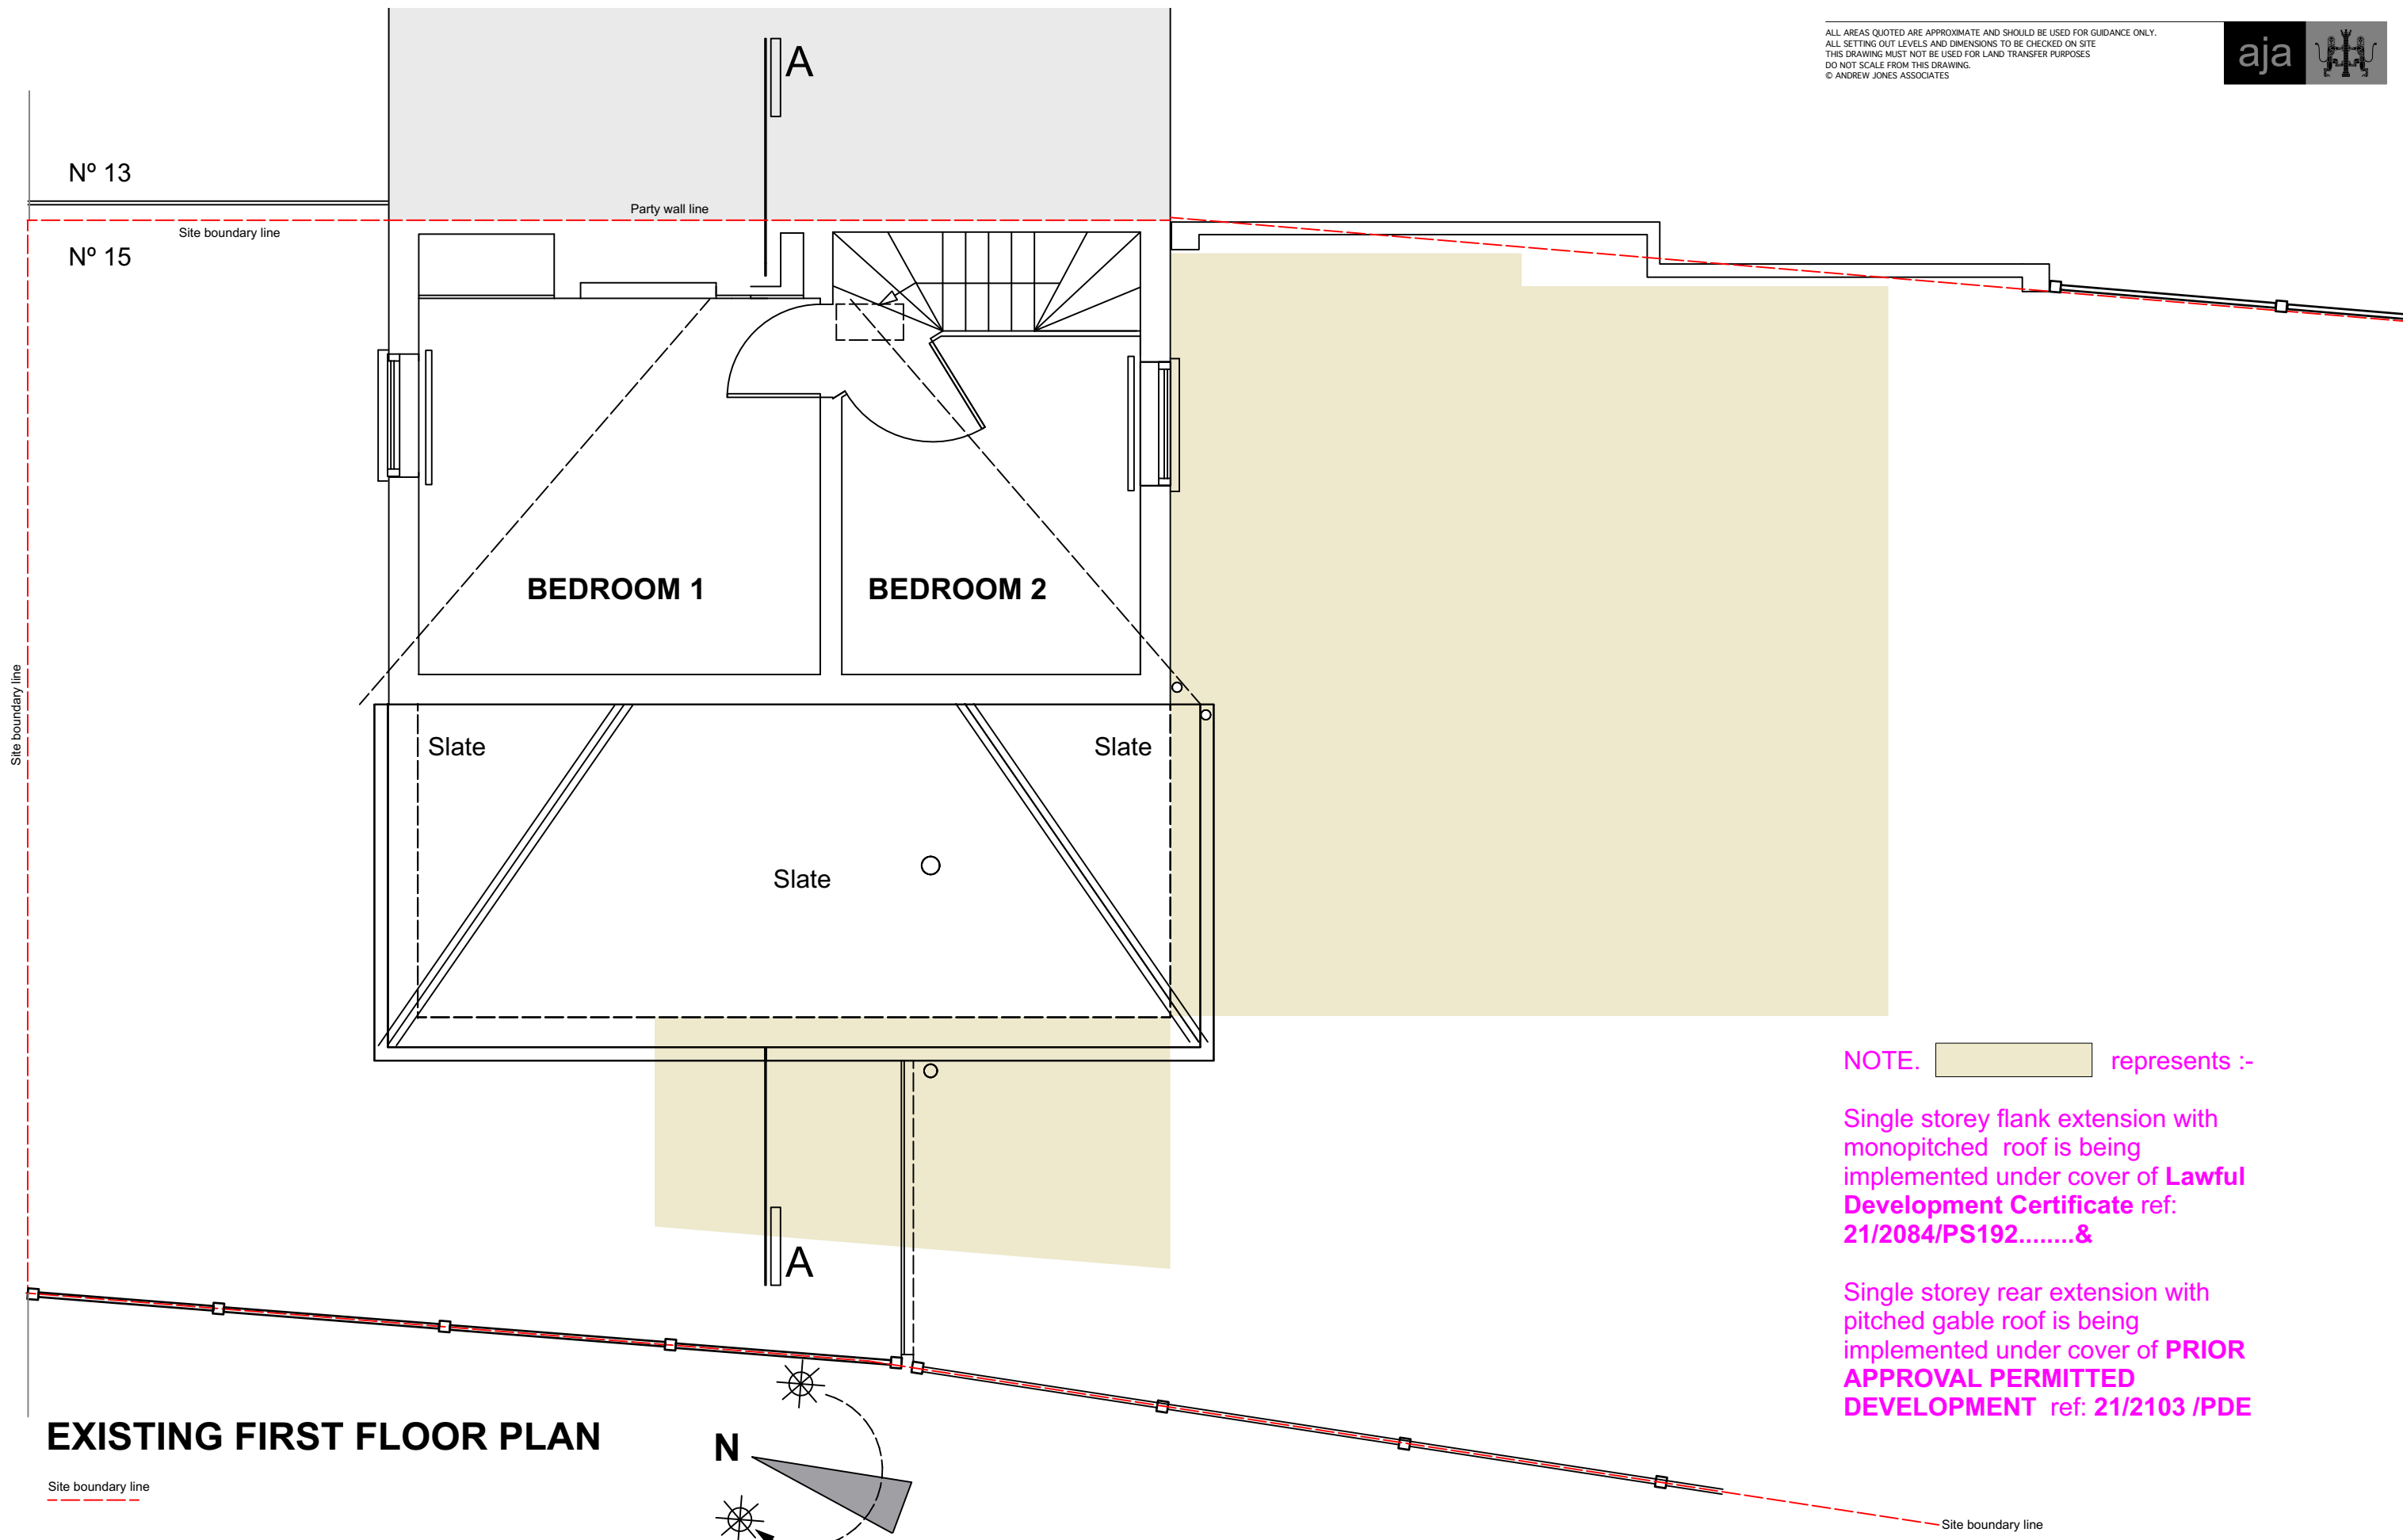 ALL AREAS QUOTED ARE APPROXIMATE AND SHOULD BE USED FOR GUIDANCE ONLY.
ALL SETTING OUT LEVELS AND DIMENSIONS TO BE CHECKED ON SITE
THIS DRAWING MUST NOT BE USED FOR LAND TRANSFER PURPOSES
DO NOT SCALE FROM THIS DRAWING.
© ANDREW JONES ASSOCIATES
aja
A
Nº 13
Party wall line
Site boundary line
Nº 15
BEDROOM 1
BEDROOM 2
Site boundary line
Slate
Slate
Slate
NOTE. represents :-
Single storey flank extension with
monopitched roof is being
implemented under cover of Lawful
Development Certificate ref:
21/2084/PS192........&
A
Single storey rear extension with
pitched gable roof is being
implemented under cover of PRIOR
APPROVAL PERMITTED
DEVELOPMENT ref: 21/2103 /PDE
EXISTING FIRST FLOOR PLAN
N
Site boundary line
Site boundary line